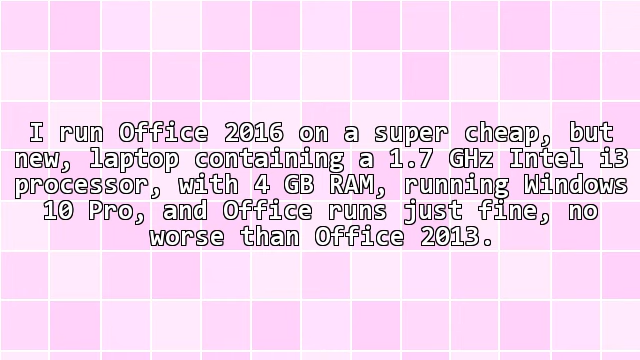 I run Office 2016 on a super cheap, but
new, laptop containing a 1.7 GHz Intel i3
processor, with 4 GB RAM, running Windows
10 Pro, and Office runs just fine, no
worse than Office 2013.